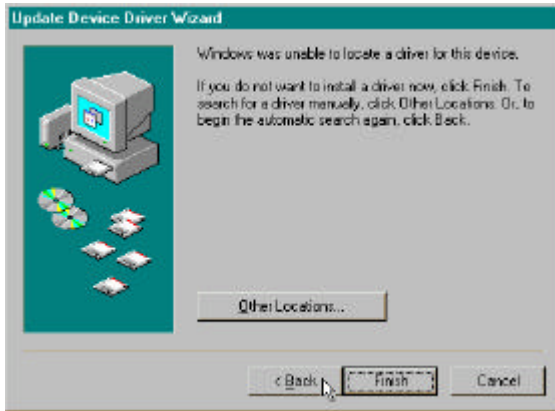 Update Device Driver Wizard
Windows was unable to locate a driver for this device.
If you do not want to install a driver now, click Finish. To
search for a driver manually, click Other Locations. Or, to
begin the automatic search again, click Back.
Other Locations...
< Back
Finish
Cancel